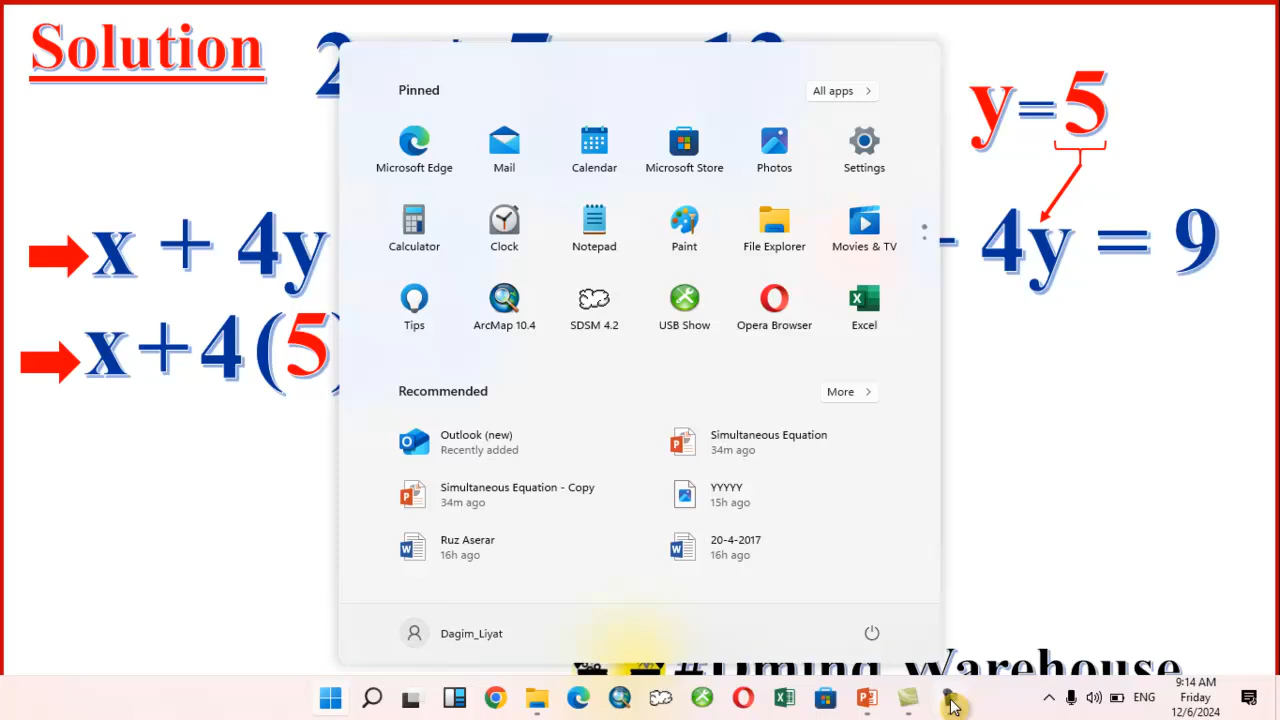 Solution
y=5
x + 4y
- 4y = 9
x+4(5)
Pinned
All apps
Microsoft Edge
Mail
Calendar
Microsoft Store
Photos
Settings
Calculator
Clock
Notepad
Paint
File Explorer
Movies & TV
Tips
ArcMap 10.4
SDSM 4.2
USB Show
Opera Browser
Excel
Recommended
More
Outlook (new)
Recently added
Simultaneous Equation
34m ago
Simultaneous Equation - Copy
34m ago
YYYYY
15h ago
Ruz Aserar
16h ago
20-4-2017
16h ago
Dagim_Liyat
Warehouse
ENG
9:14 AM
Friday
12/6/2024